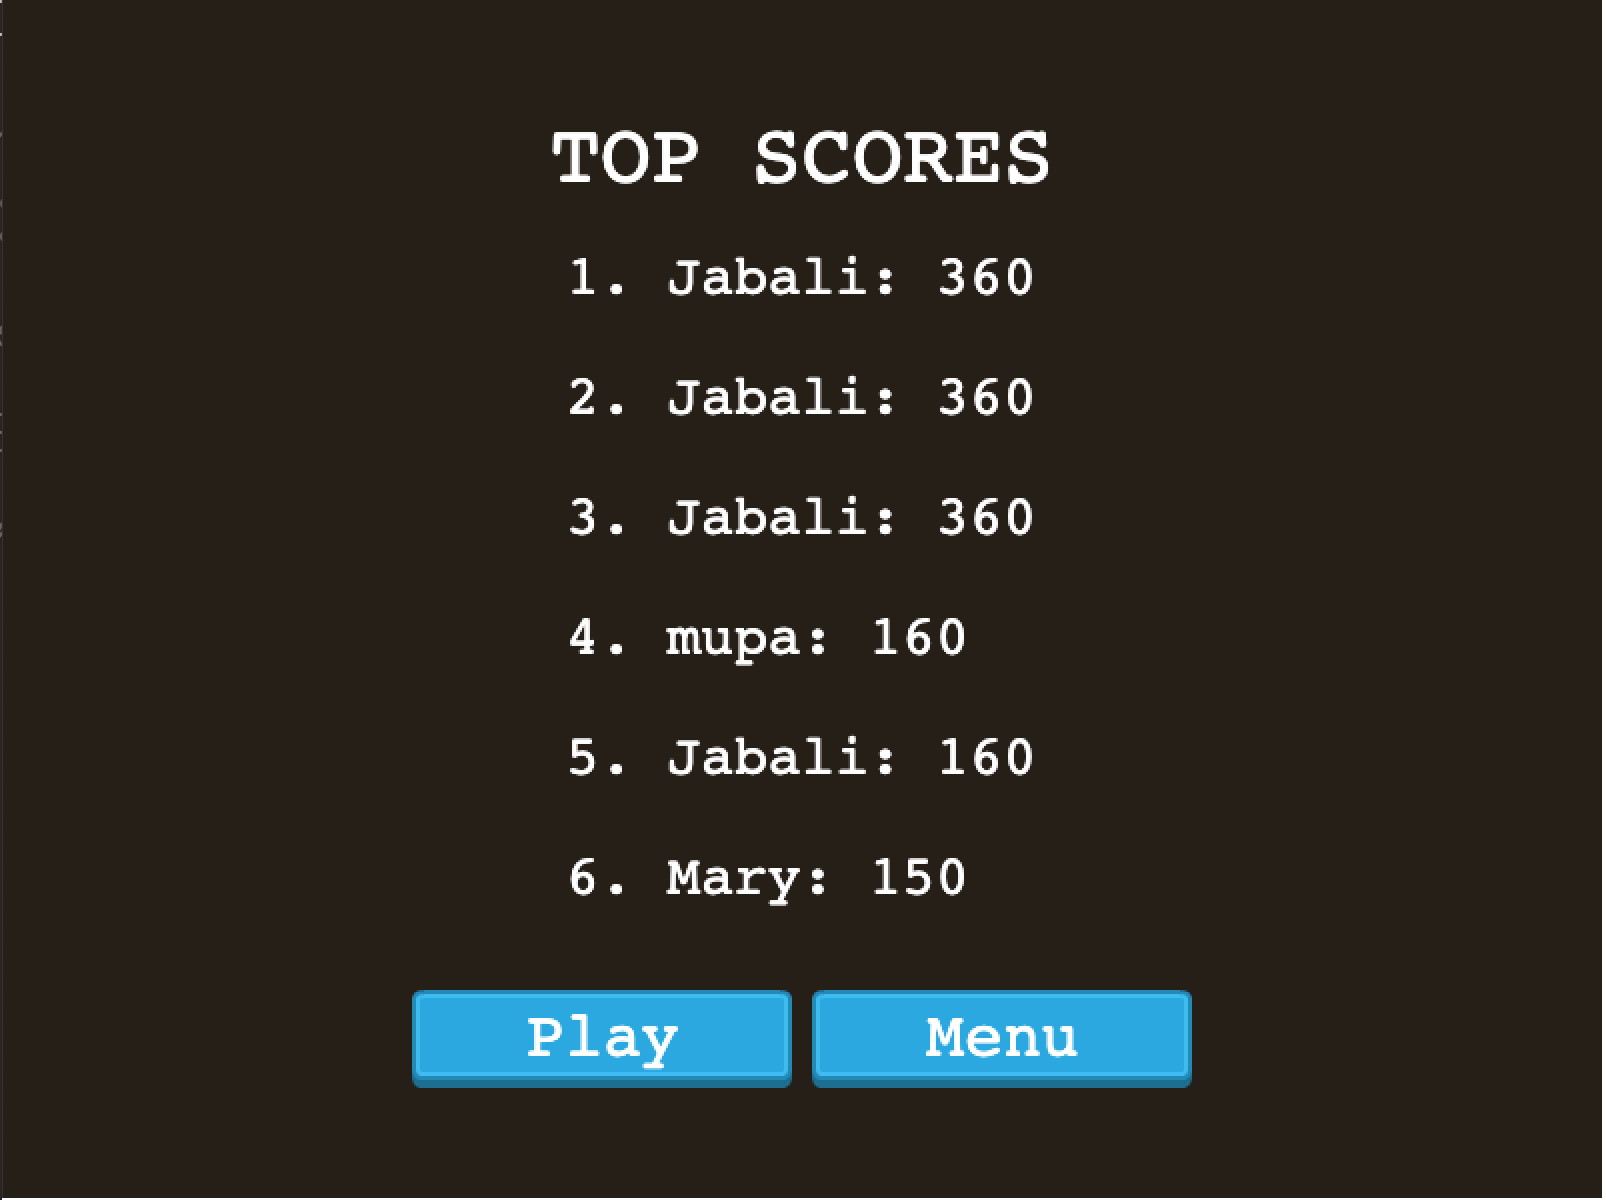 TOP SCORES
1. Jabali: 360
2. Jabali: 360
3. Jabali: 360
4. mupa: 160
5. Jabali: 160
6. Mary: 150
Play Menu